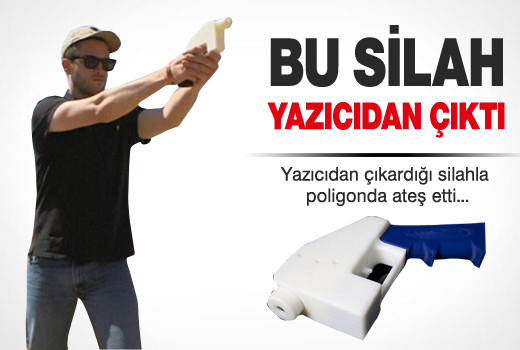 BU SİLAH
YAZICIDAN ÇIKTI
Yazıcıdan çıkardığı silahla
poligonda ateş etti...